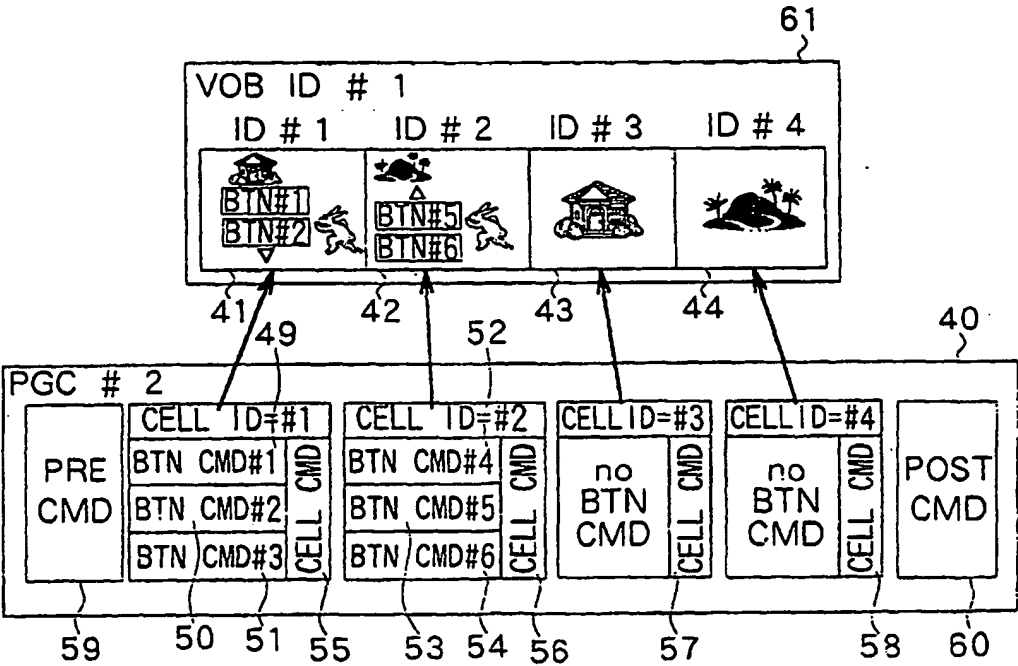 61
VOB ID # 1
ID # 1 ID # 2 ID # 3 ID # 4
BTN#1
BTN#2
BTN#5
BTN#6
41 42 43 44
49 52 40
PGC # 2
PRE
CMD
CELL ID=#1
BTN CMD#1
BTN CMD#2
BTN CMD#3
CELL CMD
CELL ID=#2
BTN CMD#4
BTN CMD#5
BTN CMD#6
CELL CMD
CELL ID=#3
no
BTN
CMD
CELL CMD
CELL ID=#4
no
BTN
CMD
CELL CMD
POST
CMD
59 50 51 55 53 54 56 57 58 60